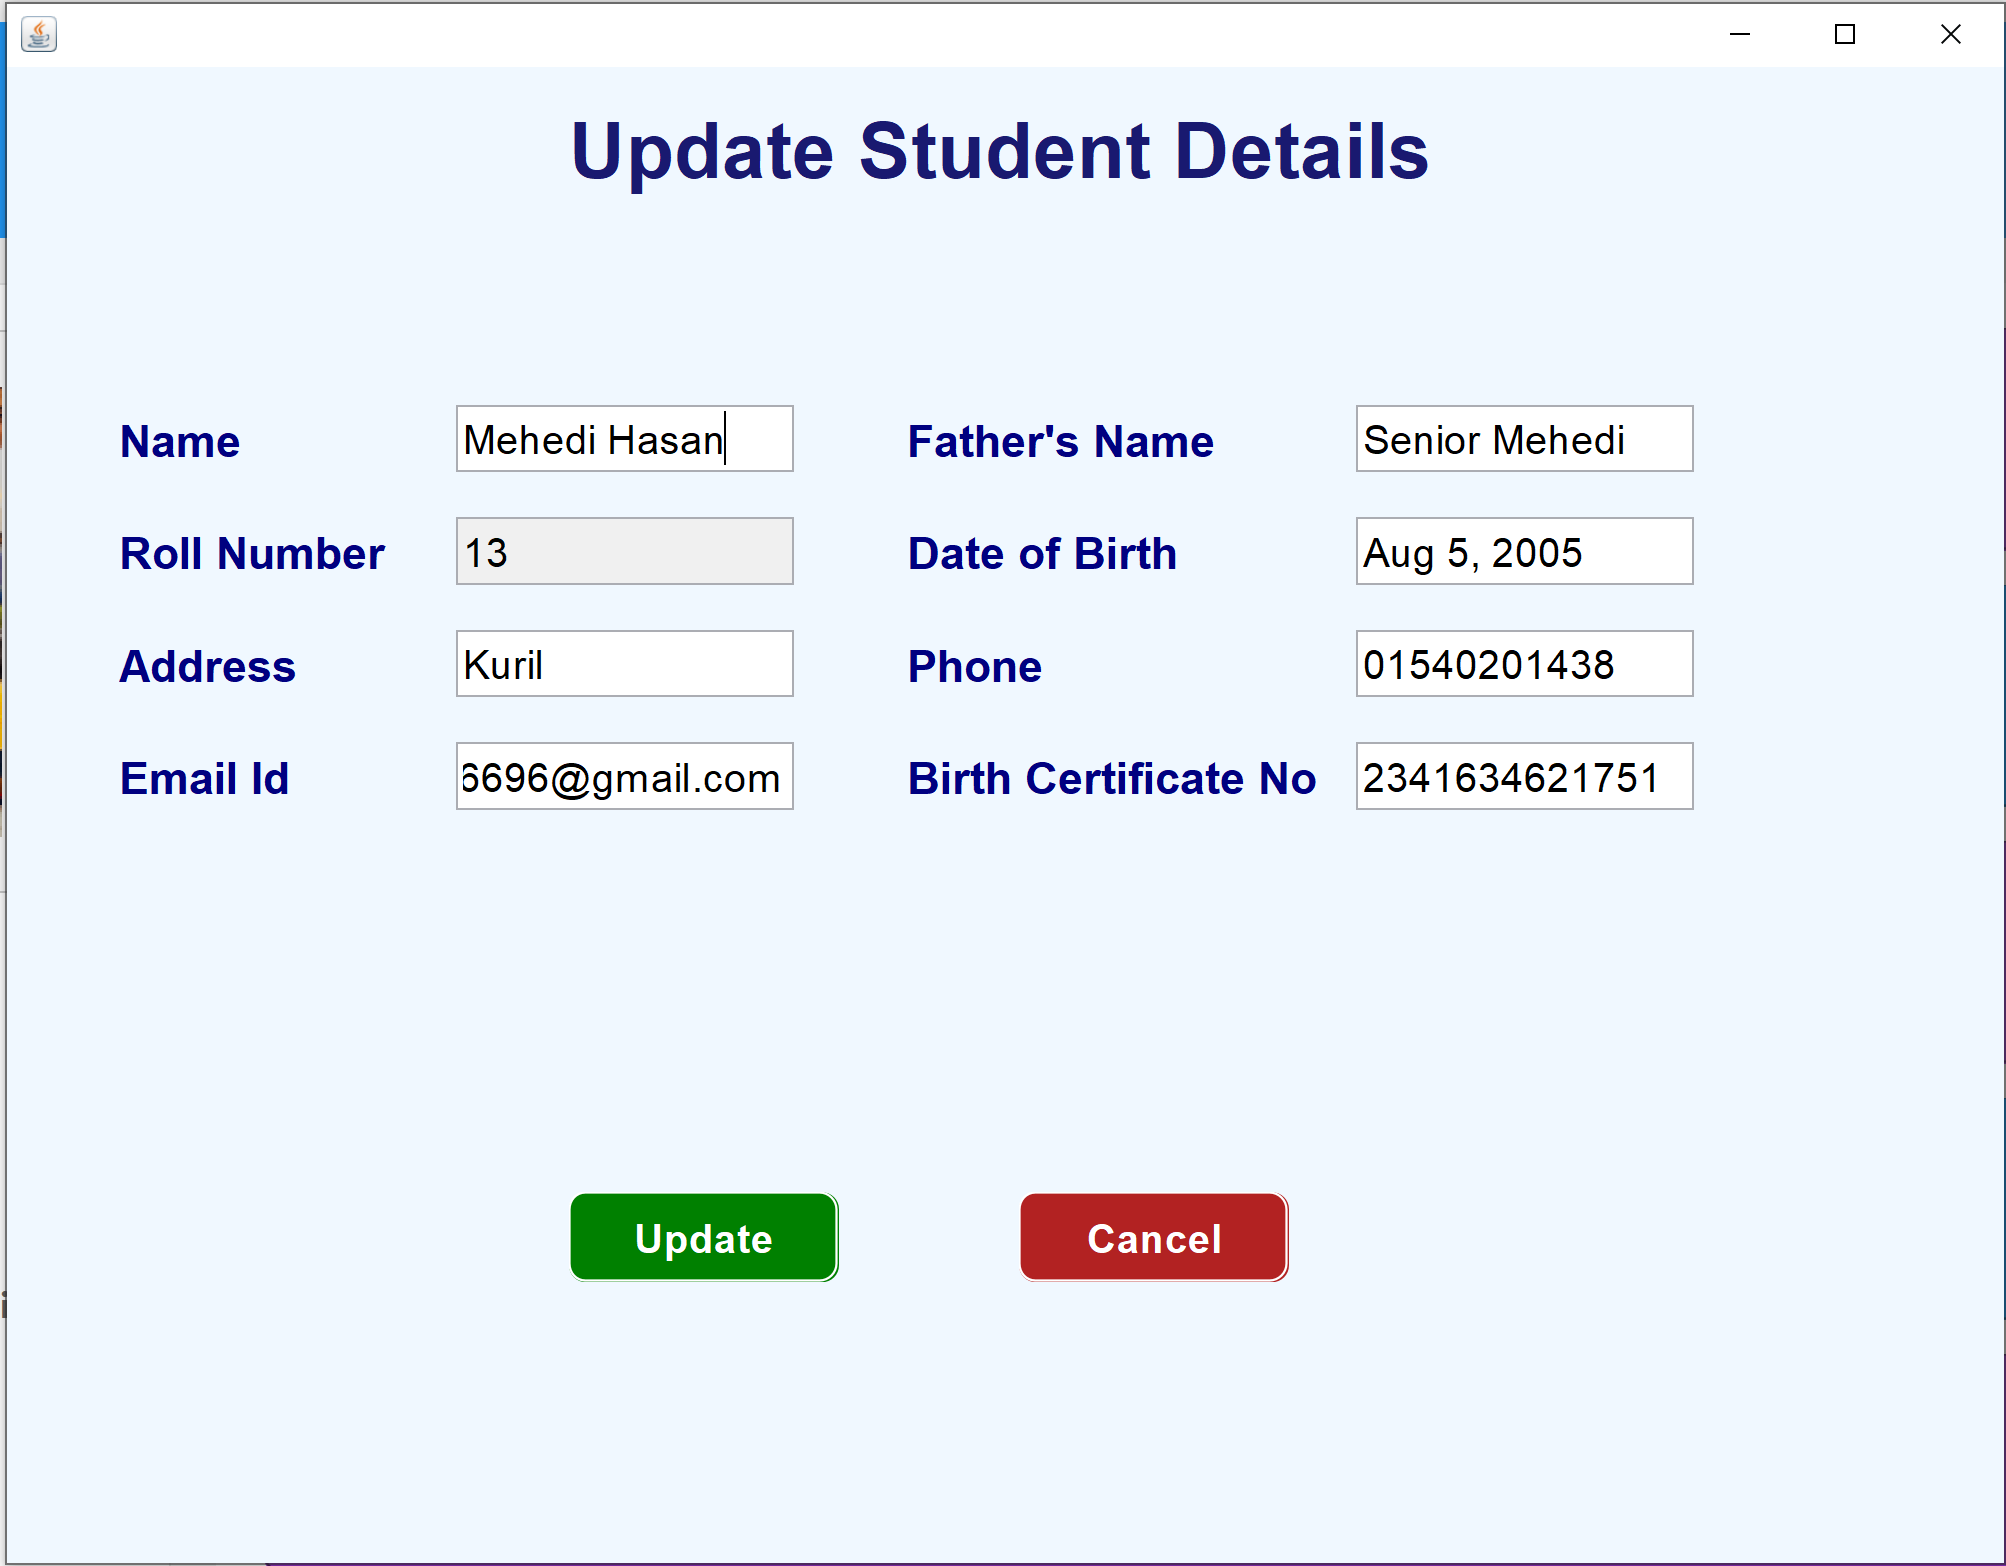 Update Student Details
Name Mehedi Hasan Father's Name Senior Mehedi
Roll Number 13 Date of Birth Aug 5, 2005
Address Kuril Phone 01540201438
Email Id 6696@gmail.com Birth Certificate No 2341634621751
Update Cancel